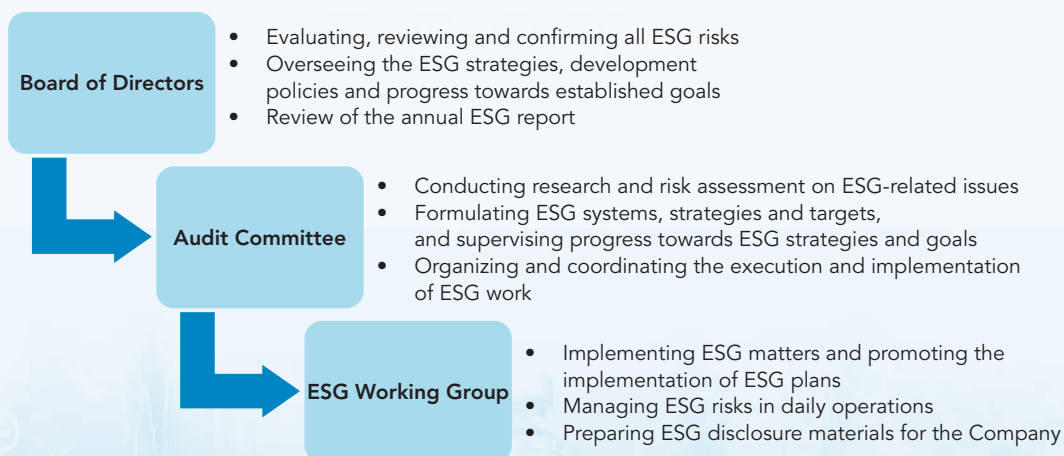 Board of Directors
• Evaluating, reviewing and confirming all ESG risks
• Overseeing the ESG strategies, development
policies and progress towards established goals
• Review of the annual ESG report
Audit Committee
• Conducting research and risk assessment on ESG-related issues
• Formulating ESG systems, strategies and targets,
and supervising progress towards ESG strategies and goals
• Organizing and coordinating the execution and implementation
of ESG work
ESG Working Group
• Implementing ESG matters and promoting the
implementation of ESG plans
• Managing ESG risks in daily operations
• Preparing ESG disclosure materials for the Company